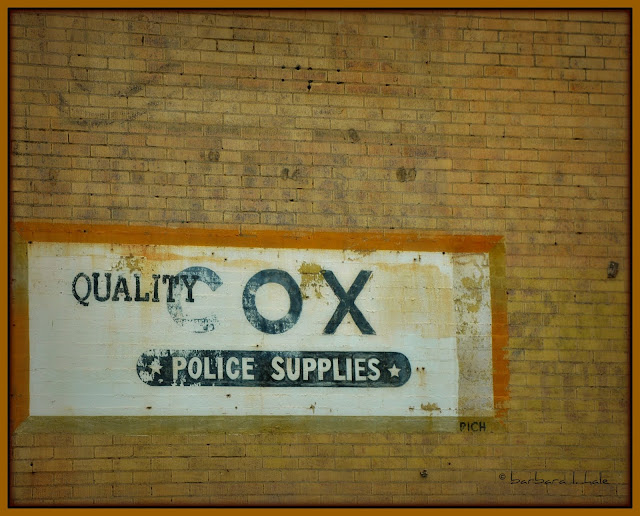 QUALITY COX
★ POLICE SUPPLIES ★
PICH
© barbara l. hale